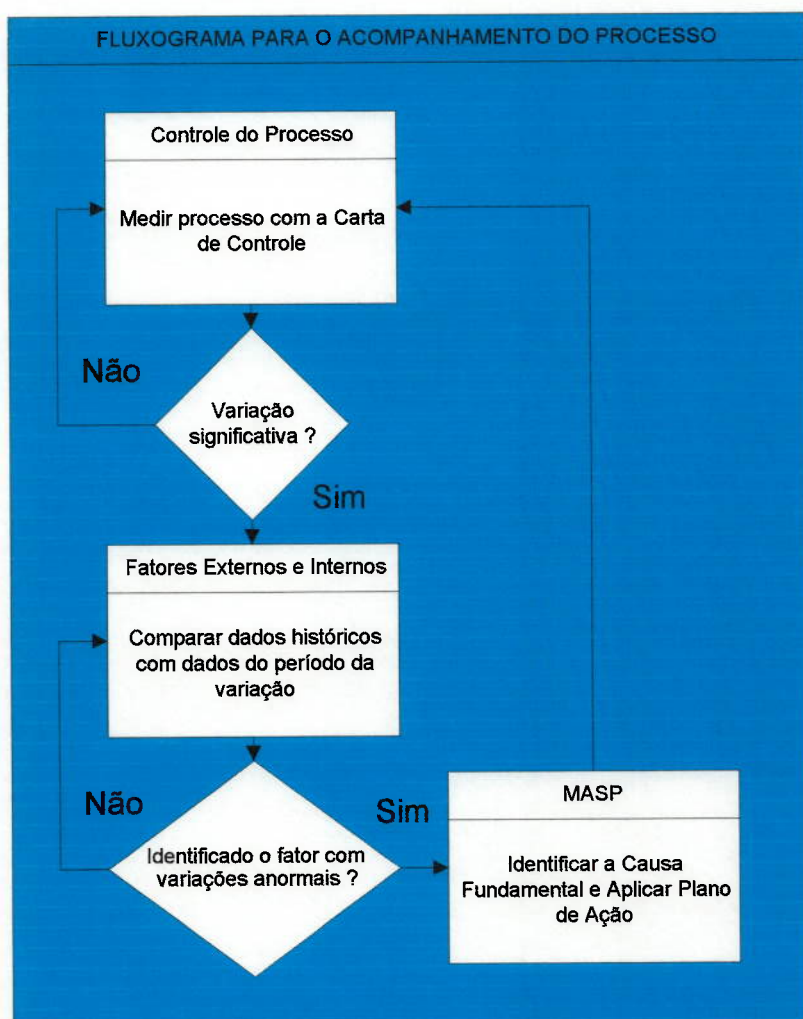 FLUXOGRAMA PARA O ACOMPANHAMENTO DO PROCESSO
Controle do Processo
Medir processo com a Carta
de Controle
Não
Variação
significativa ?
Sim
Fatores Externos e Internos
Comparar dados históricos
com dados do período da
variação
Não
Sim
Identificado o fator com
variações anormais ?
MASP
Identificar a Causa
Fundamental e Aplicar Plano
de Ação